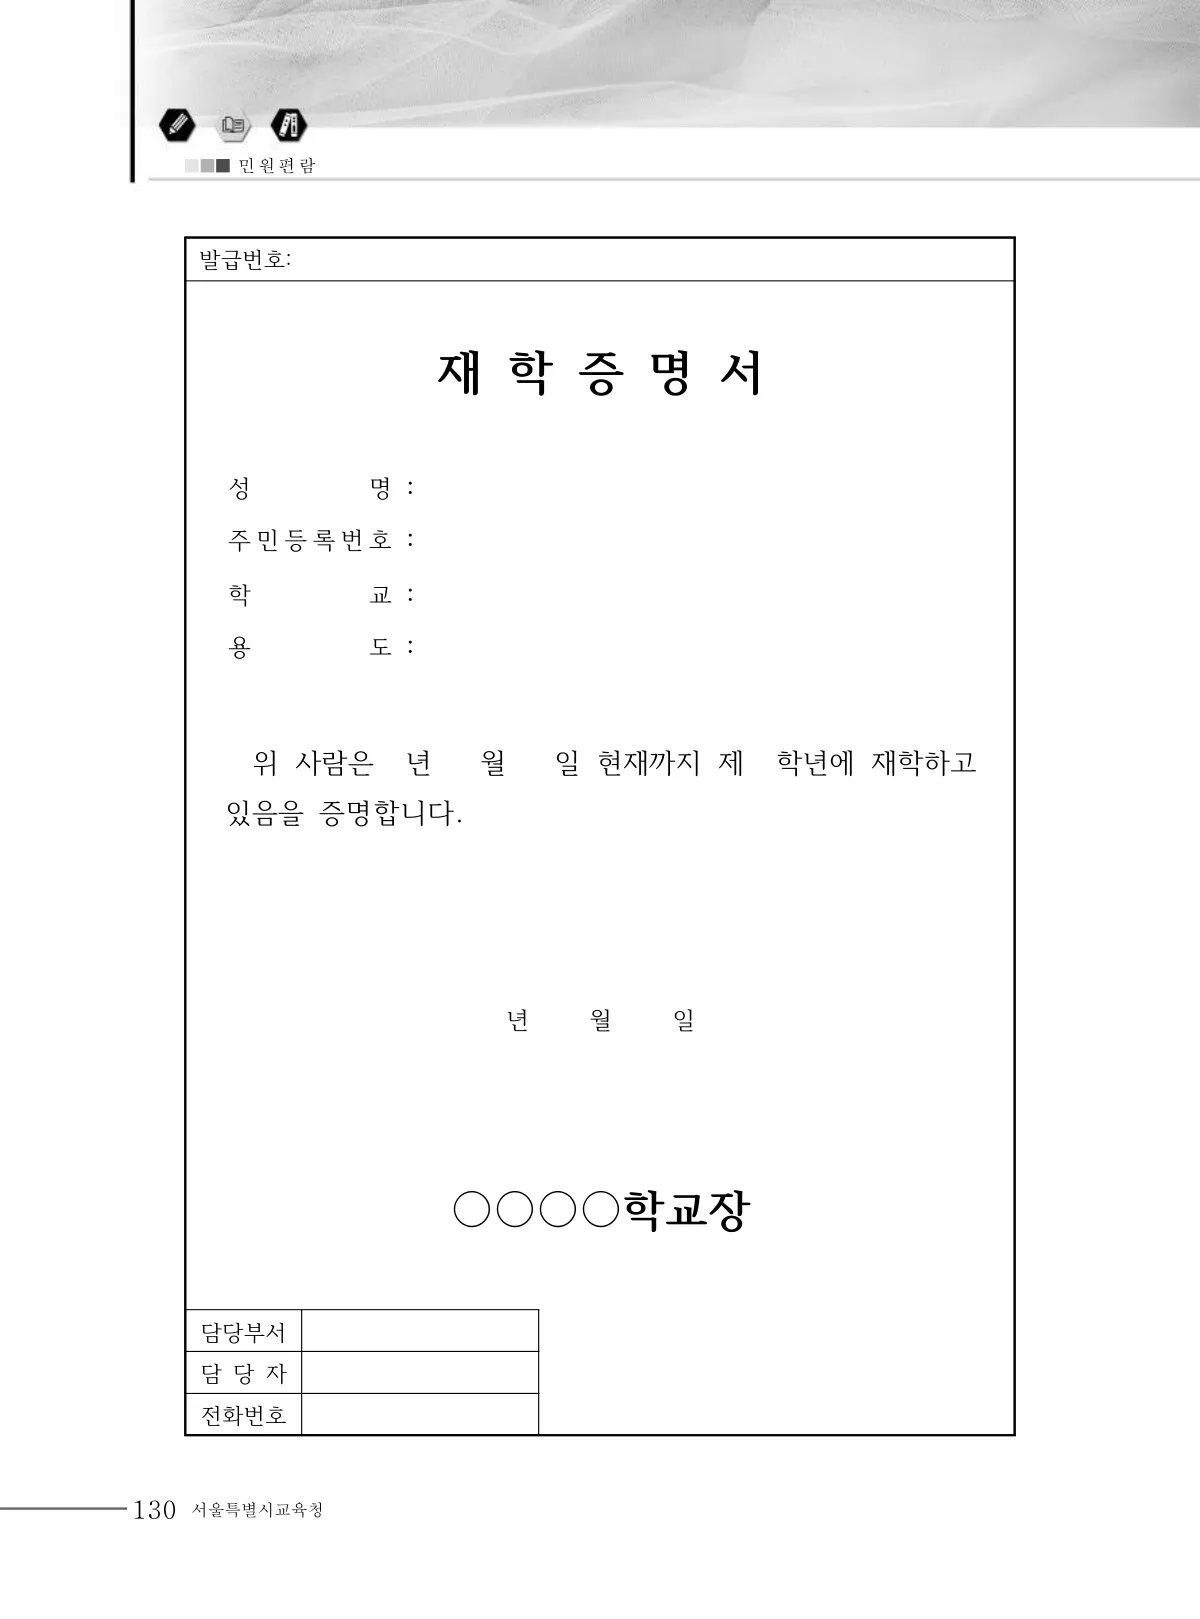 민원편람
발급번호:
재 학 증 명 서
성 명 :
주민등록번호 :
학 교 :
용 도 :
위 사람은 년 월 일 현재까지 제 학년에 재학하고
있음을 증명합니다.
년 월 일
○○○○학교장
담당부서
담 당 자
전화번호
130 서울특별시교육청